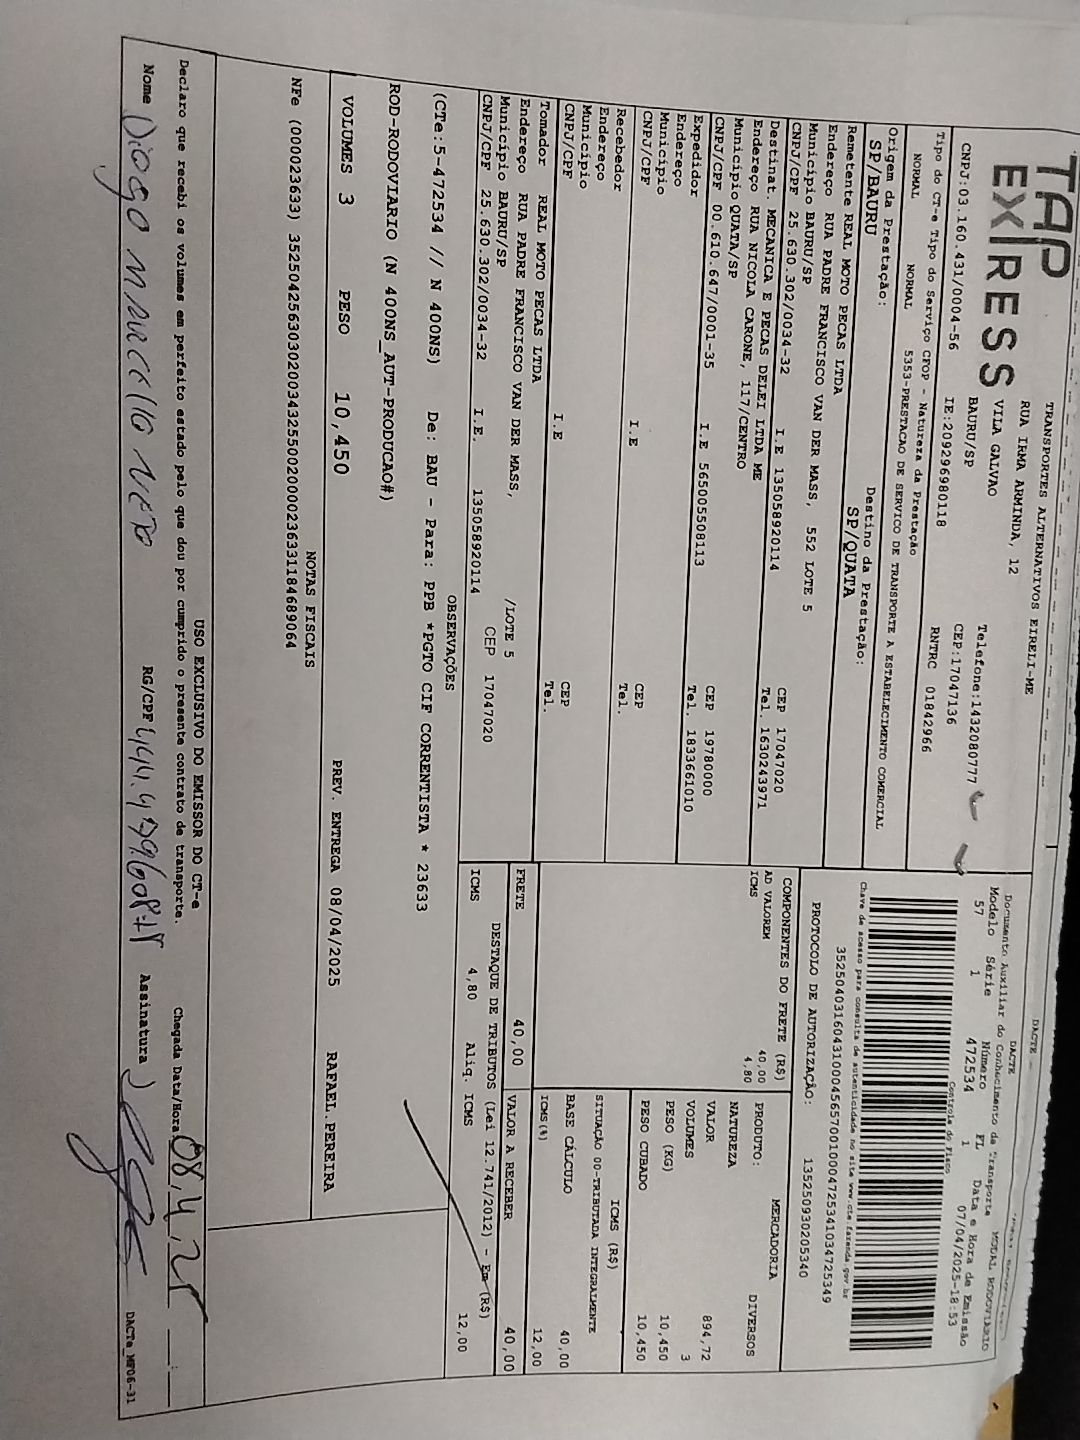 TAP
EXPRESS
TRANSPORTES ALTERNATIVOS EIRELI-ME
RUA IRMA ARMINDA, 12
VILA GALVAO
BAURU/SP
Telefone:1432080777
CEP:17047136
CNPJ:03.160.431/0004-56 IE:209296980118 RNTRC 01842966
Tipo do CT-e Tipo do Serviço CFOP - Natureza da Prestação
NORMAL NORMAL 5353-PRESTACAO DE SERVICO DE TRANSPORTE A ESTABELECIMENTO COMERCIAL
Origem da Prestação: Destino da Prestação:
SP/BAURU SP/QUATA
Remetente REAL MOTO PECAS LTDA
Endereço RUA PADRE FRANCISCO VAN DER MASS, 552 LOTE 5
Município BAURU/SP CEP 17047020
CNPJ/CPF 25.630.302/0034-32 I.E 135058920114 Tel. 1630243971
Destinat. MECANICA E PECAS DELEI LTDA ME
Endereço RUA NICOLA CARONE, 117/CENTRO
Município QUATA/SP CEP 19780000
CNPJ/CPF 00.610.647/0001-35 I.E 565005508113 Tel. 1833661010
Expedidor
Endereço
Município CEP
CNPJ/CPF I.E Tel.
Recebedor
Endereço
Município CEP
CNPJ/CPF I.E Tel.
Tomador REAL MOTO PECAS LTDA
Endereço RUA PADRE FRANCISCO VAN DER MASS, /LOTE 5
Município BAURU/SP CEP 17047020
CNPJ/CPF 25.630.302/0034-32 I.E. 135058920114
DACTE
DACTE
Documento Auxiliar do Conhecimento de Transporte MODAL RODOVIARIO
Modelo Série Número FL Data e Hora de Emissão
57 1 472534 1 07/04/2025-18:53
Controle do Fisco
Chave de acesso para consulta de autenticidade no site www.cte.fazenda.gov.br
35250403160431000456570010004725341034725349
PROTOCOLO DE AUTORIZAÇÃO: 135250930205340
COMPONENTES DO FRETE (R$)
AD VALOREM 40,00
ICMS 4,80
PRODUTO: MERCADORIA
NATUREZA DIVERSOS
VALOR 894,72
VOLUMES 3
PESO (KG) 10,450
PESO CUBADO 10,450
ICMS (R$)
SITUAÇÃO 00-TRIBUTADA INTEGRALMENTE
BASE CÁLCULO 40,00
ICMS(%) 12,00
FRETE 40,00 VALOR A RECEBER 40,00
DESTAQUE DE TRIBUTOS (Lei 12.741/2012) - Em (R$)
ICMS 4,80 Aliq. ICMS 12,00
OBSERVAÇÕES
(CTe:5-472534 // N 400NS) De: BAU - Para: PPB *PGTO CIF CORRENTISTA * 23633
ROD-RODOVIARIO (N 400NS_AUT-PRODUCAO#)
VOLUMES 3 PESO 10,450 PREV. ENTREGA 08/04/2025 RAFAEL.PEREIRA
NOTAS FISCAIS
NFe (000023633)
USO EXCLUSIVO DO EMISSOR DO CT-e
Declaro que recebi os volumes em perfeito estado pelo que dou por cumprido o presente contrato de transporte. Chegada Data/Hora 08,4,25
Nome Diogo RG/CPF Assinatura
DACTe_MF06-31